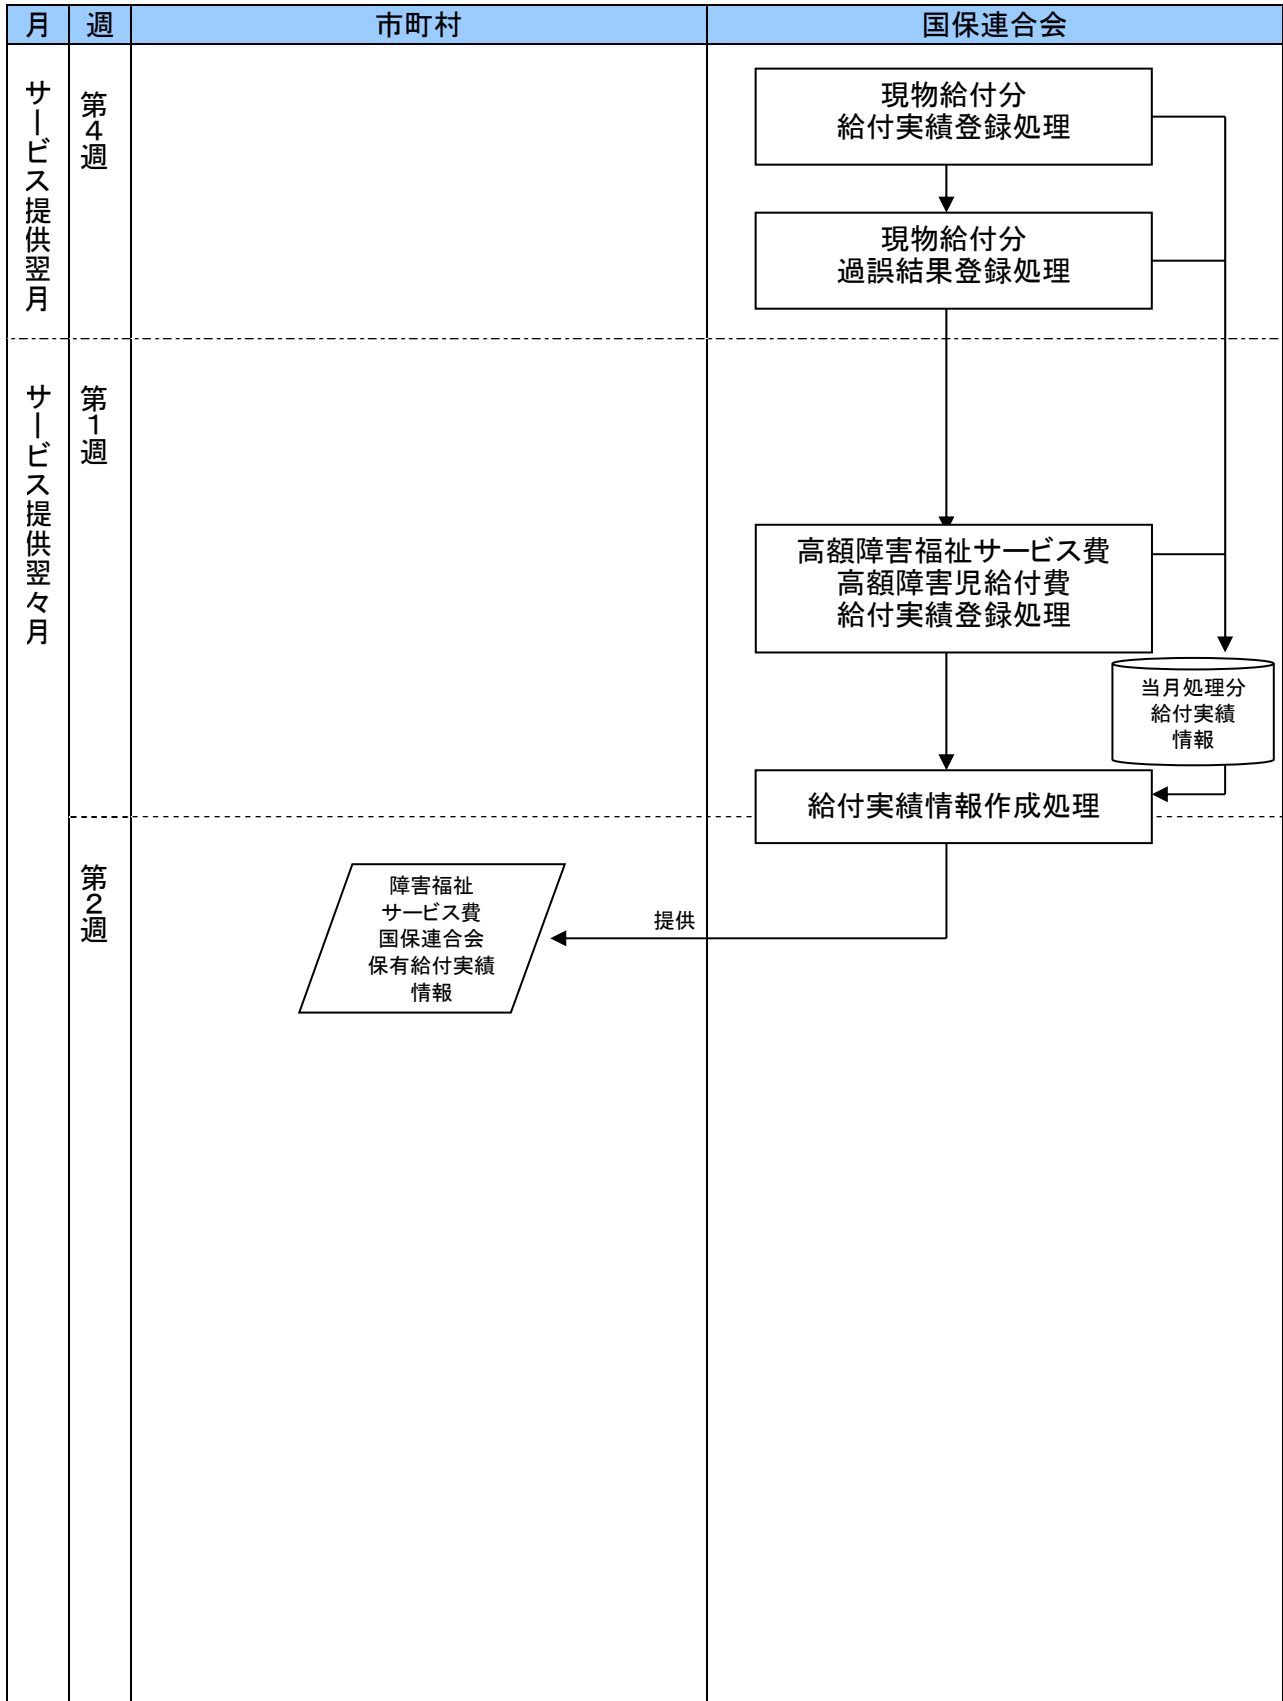 月 週 市町村 国保連合会
サービス提供翌月
第4週
現物給付分
給付実績登録処理
現物給付分
過誤結果登録処理
サービス提供翌々月
第1週
高額障害福祉サービス費
高額障害児給付費
給付実績登録処理
当月処理分
給付実績
情報
給付実績情報作成処理
第2週
障害福祉
サービス費
国保連合会
保有給付実績
情報
提供